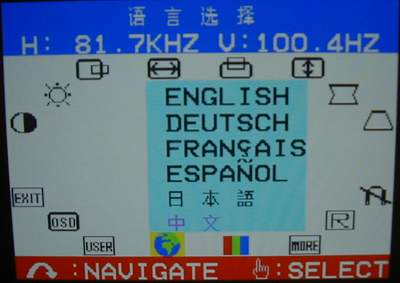 语言选择
H: 81.7KHZ V:100.4HZ
ENGLISH
DEUTSCH
FRANÇAIS
ESPAÑOL
日本語
中文
EXIT
OSD
R
USER
MORE
:NAVIGATE :SELECT